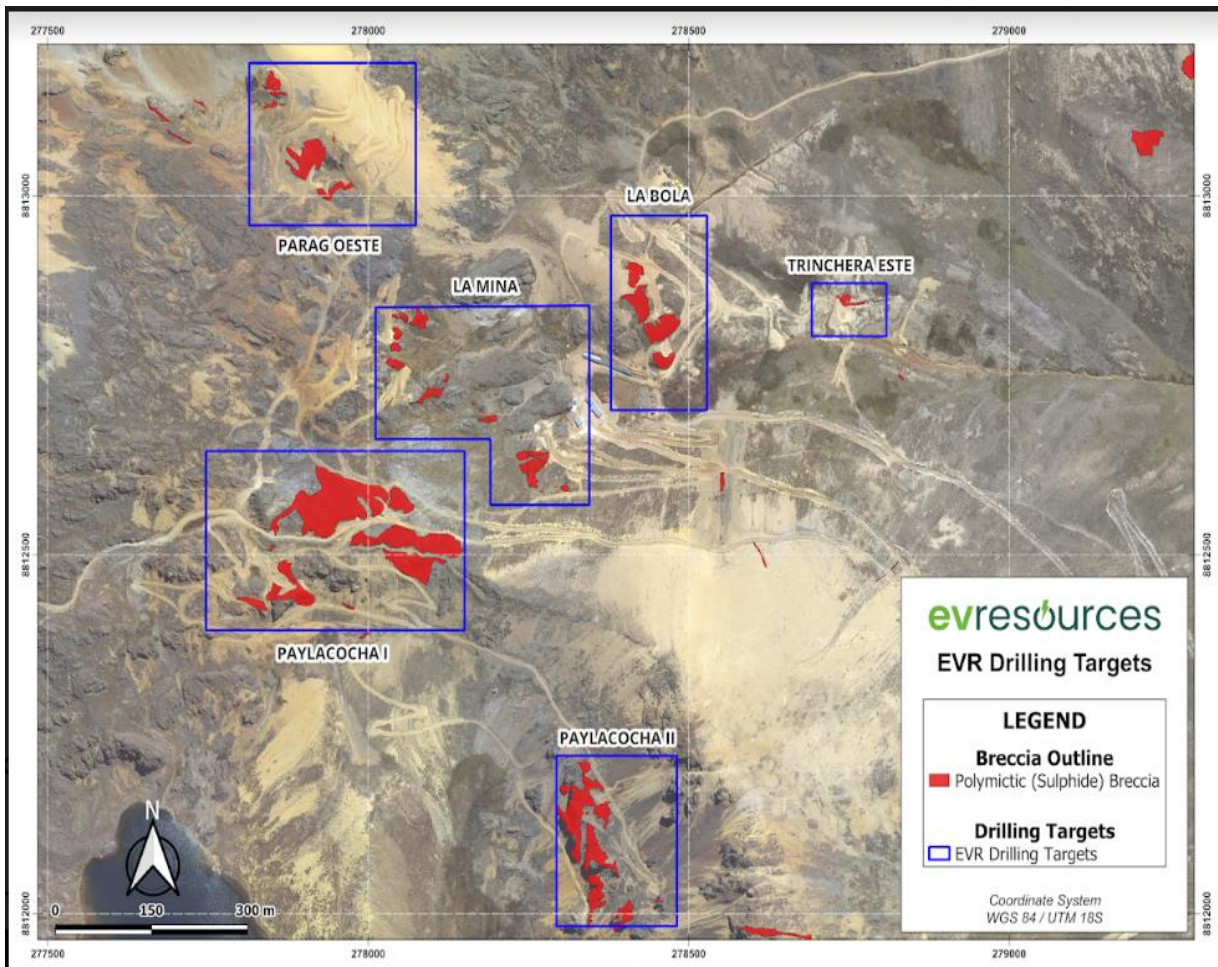 277500 278000 278500 279000
8813000 8813000
PARAG OESTE
LA BOLA
TRINCHERA ESTE
LA MINA
8812500 8812500
PAYLACOCHA I
PAYLACOCHA II
evresources
EVR Drilling Targets
LEGEND
Breccia Outline
Polymictic (Sulphide) Breccia
Drilling Targets
EVR Drilling Targets
Coordinate System
WGS 84 / UTM 18S
N
0 150 300 m
8812000 8812000
277500 278000 278500 279000